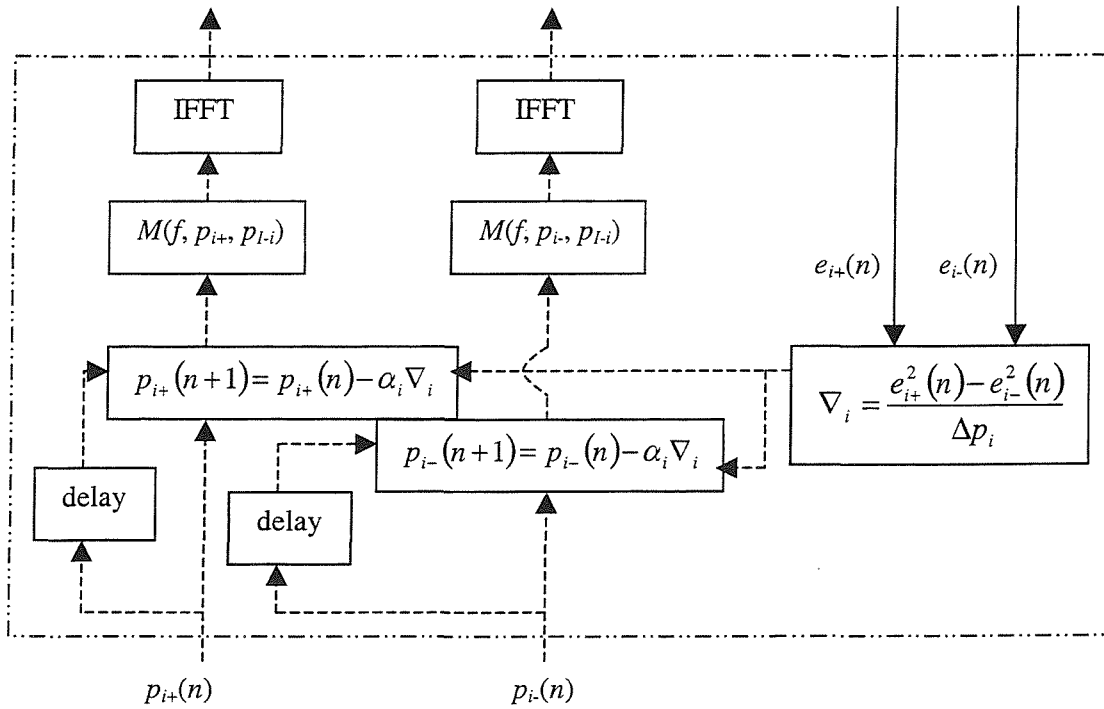 IFFT IFFT
M(f, p_{i+}, p_{I-i}) M(f, p_{i-}, p_{I-i})
e_{i+}(n) e_{i-}(n)
p_{i+}(n+1)= p_{i+}(n)-α_i∇_i
∇_i = \frac{e_{i+}^2(n)-e_{i-}^2(n)}{Δp_i}
p_{i-}(n+1)= p_{i-}(n)-α_i∇_i
delay
delay
p_{i+}(n) p_{i-}(n)